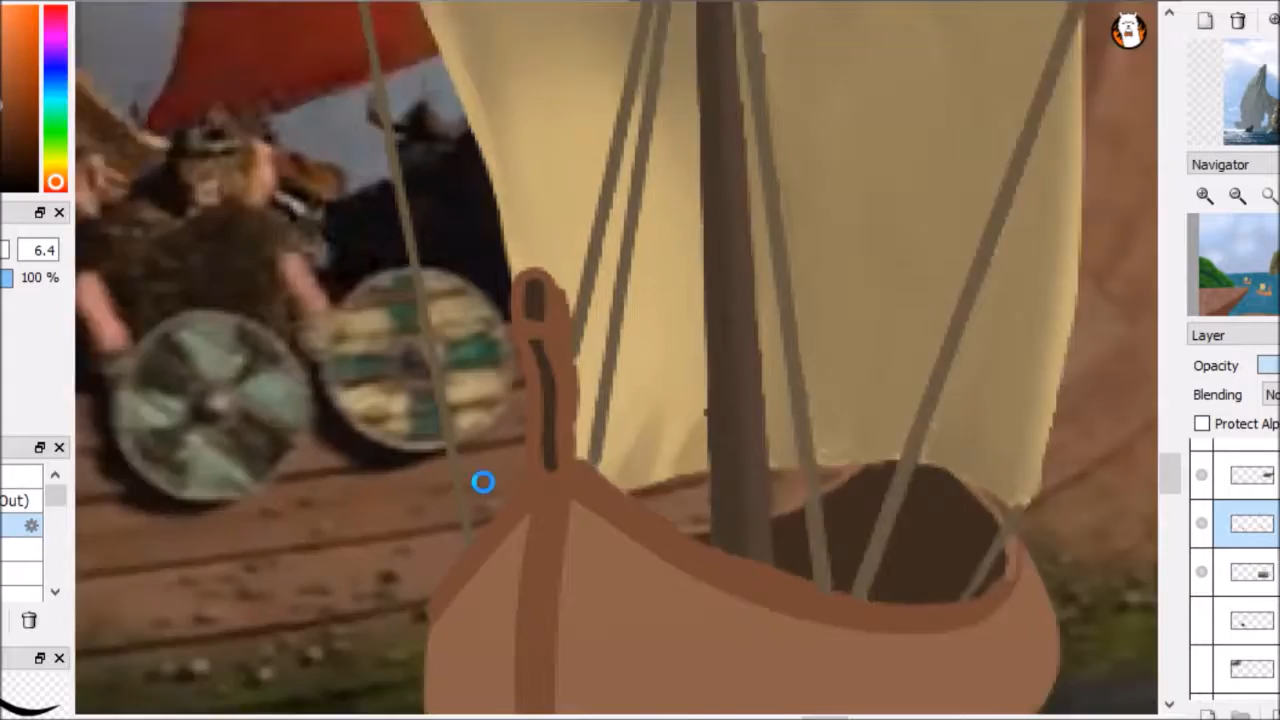 6.4
100 %
Out)
Navigator
Layer
Opacity
Blending
Protect Alp